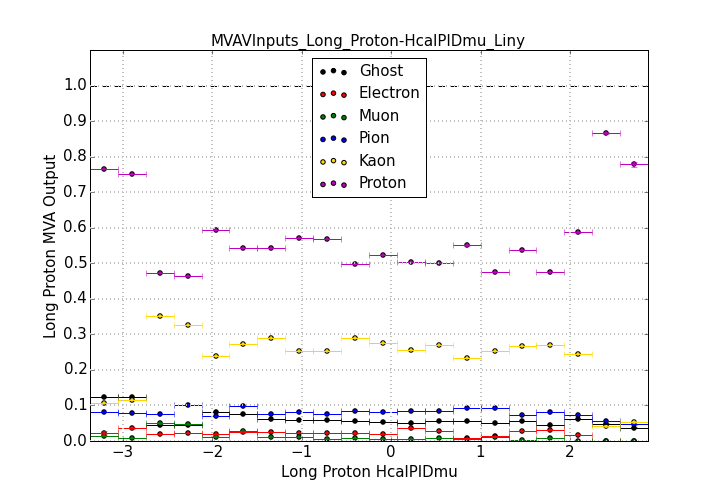 MVAVInputs_Long_Proton-HcalPIDmu_Liny
Ghost
Electron
Muon
Pion
Kaon
Proton
Long Proton MVA Output
1.0
0.9
0.8
0.7
0.6
0.5
0.4
0.3
0.2
0.1
0.0
−3
−2
−1
0
1
2
Long Proton HcalPIDmu